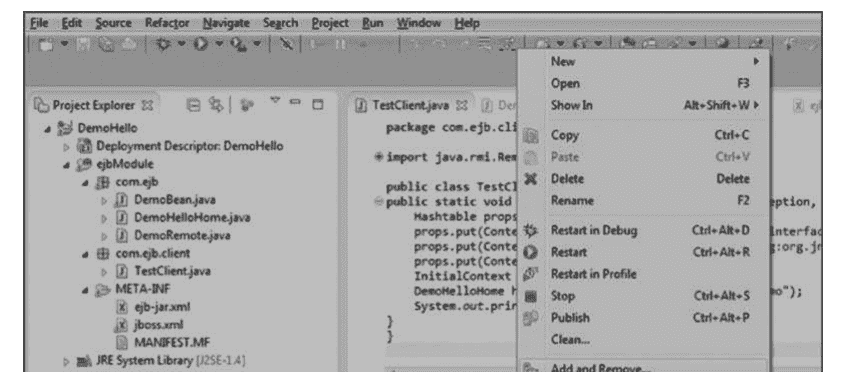 File Edit Source Refactor Navigate Search Project Run Window Help
Project Explorer
DemoHello
Deployment Descriptor: DemoHello
ejbModule
com.ejb
DemoBean.java
DemoHelloHome.java
DemoRemote.java
com.ejb.client
TestClient.java
META-INF
ejb-jar.xml
jboss.xml
MANIFEST.MF
JRE System Library [J2SE-1.4]
TestClient.java
package com.ejb.cli
import java.rmi.Rem
public class TestCl
public static void
Hashtable props
props.put(Conte
props.put(Conte
props.put(Conte
InitialContext
DemoHelloHome h
System.out.prin
}
}
New
Open F3
Show In Alt+Shift+W
Copy Ctrl+C
Paste Ctrl+V
Delete Delete
Rename F2
Restart in Debug Ctrl+Alt+D
Restart Ctrl+Alt+R
Restart in Profile
Stop Ctrl+Alt+S
Publish Ctrl+Alt+P
Clean...
Add and Remove...
eption,
interfac
g:org.jn
mo");